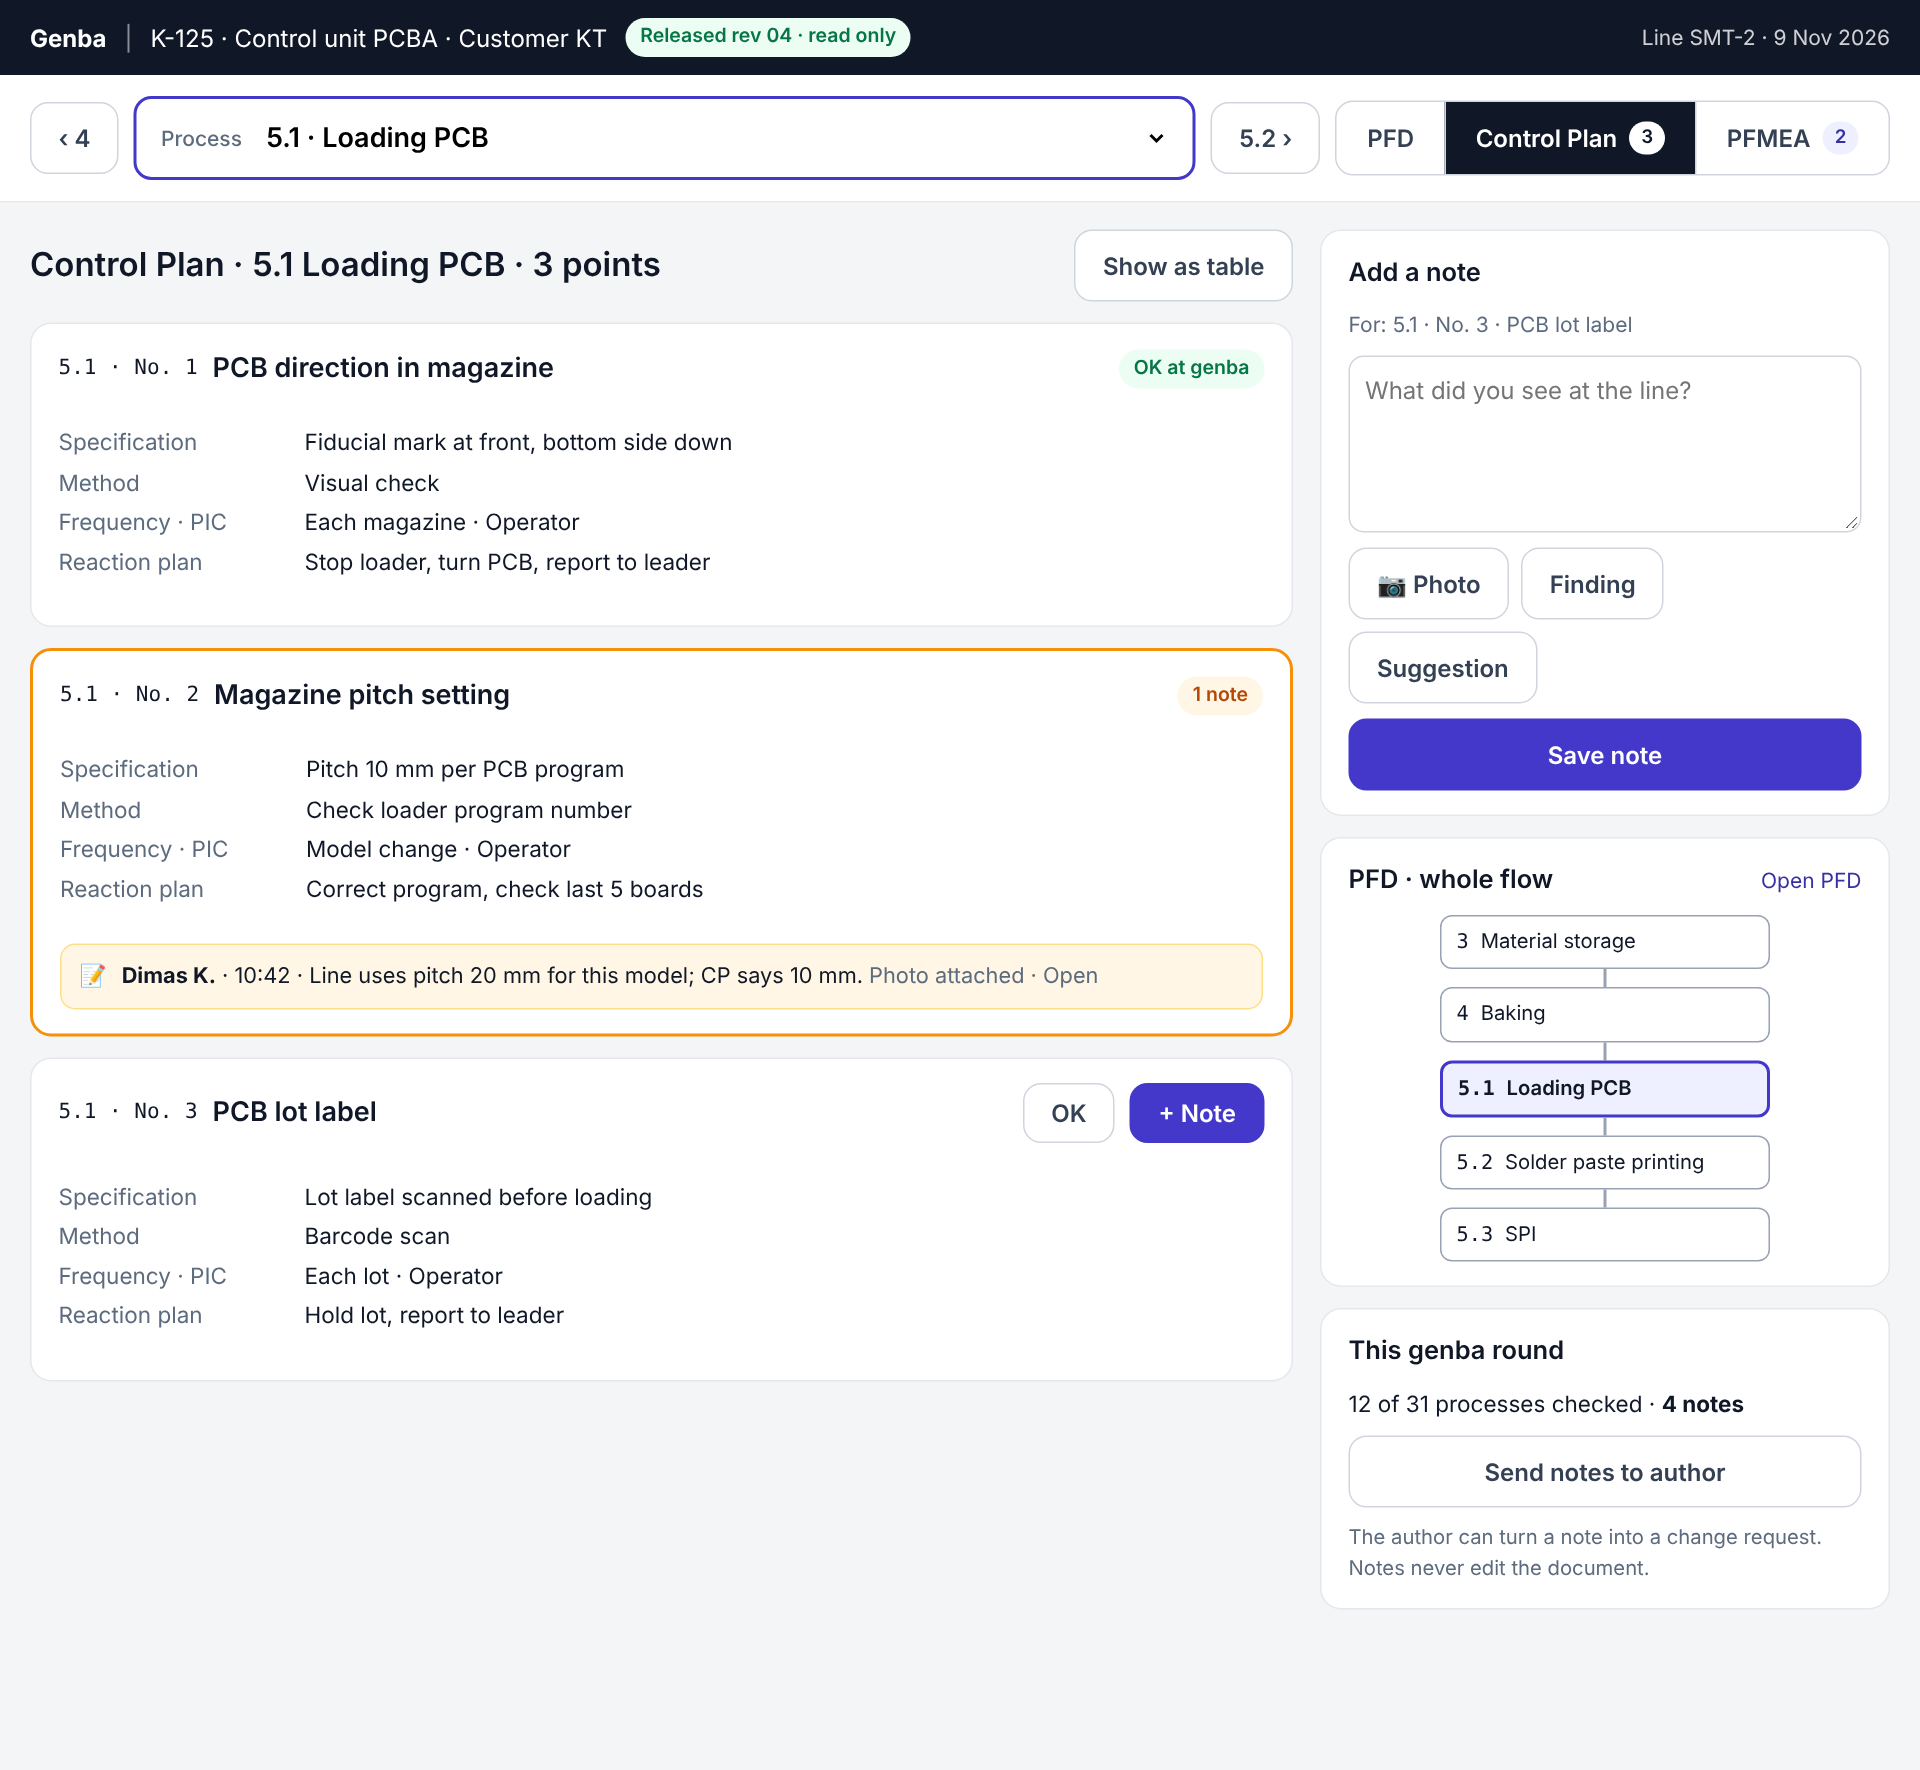 Genba | K-125 · Control unit PCBA · Customer KT Released rev 04 · read only
Line SMT-2 · 9 Nov 2026
‹ 4
Process 5.1 · Loading PCB
5.2 ›
PFD
Control Plan 3
PFMEA 2
Control Plan · 5.1 Loading PCB · 3 points
Show as table
5.1 · No. 1 PCB direction in magazine
OK at genba
Specification Fiducial mark at front, bottom side down
Method Visual check
Frequency · PIC Each magazine · Operator
Reaction plan Stop loader, turn PCB, report to leader
5.1 · No. 2 Magazine pitch setting
1 note
Specification Pitch 10 mm per PCB program
Method Check loader program number
Frequency · PIC Model change · Operator
Reaction plan Correct program, check last 5 boards
📝 Dimas K. · 10:42 · Line uses pitch 20 mm for this model; CP says 10 mm. Photo attached · Open
5.1 · No. 3 PCB lot label
OK
+ Note
Specification Lot label scanned before loading
Method Barcode scan
Frequency · PIC Each lot · Operator
Reaction plan Hold lot, report to leader
Add a note
For: 5.1 · No. 3 · PCB lot label
What did you see at the line?
📷 Photo
Finding
Suggestion
Save note
PFD · whole flow
Open PFD
3 Material storage
4 Baking
5.1 Loading PCB
5.2 Solder paste printing
5.3 SPI
This genba round
12 of 31 processes checked · 4 notes
Send notes to author
The author can turn a note into a change request.
Notes never edit the document.